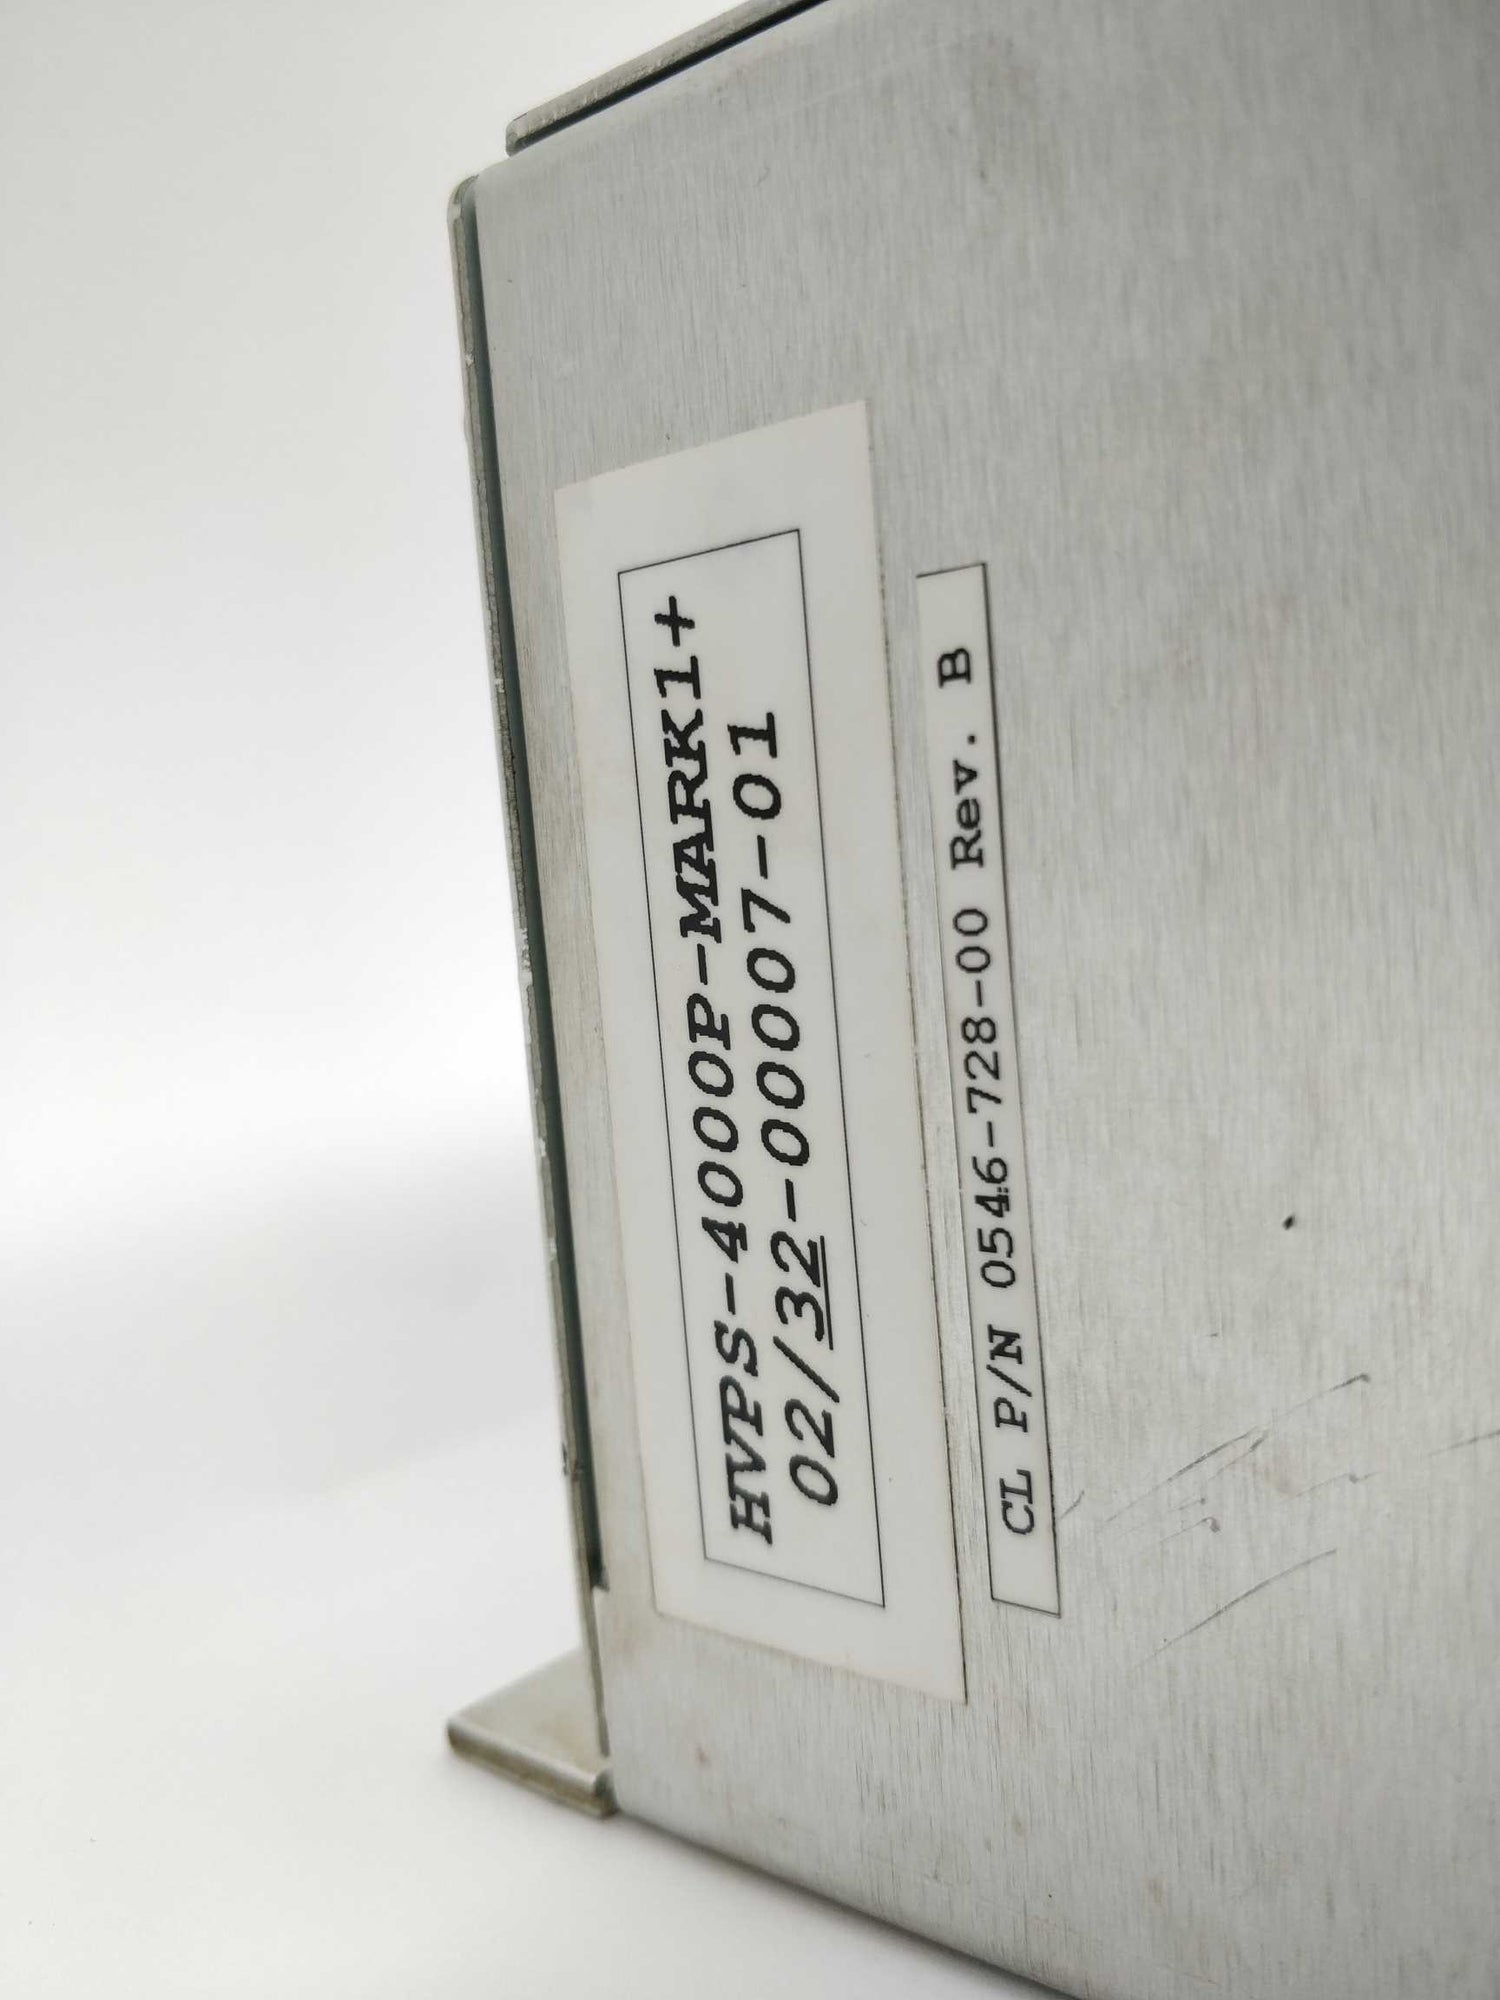 HVPS-4000P-MARK1+
02/32-00007-01
CL P/N 0546-728-00 Rev. B